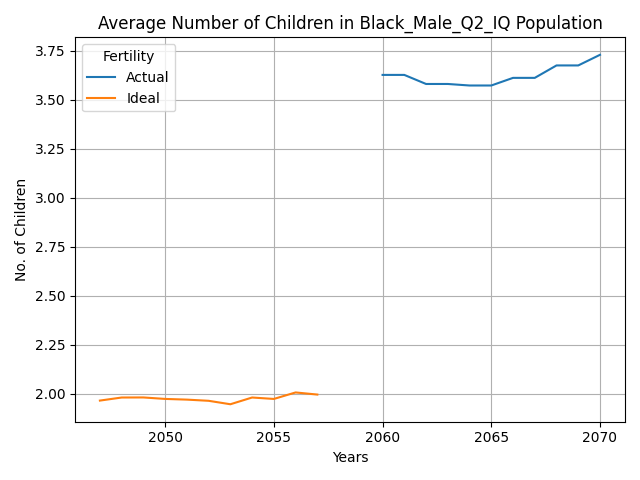 Average Number of Children in Black_Male_Q2_IQ Population
Fertility
Actual
Ideal
3.75
3.50
3.25
3.00
2.75
2.50
2.25
2.00
No. of Children
2050
2055
2060
2065
2070
Years